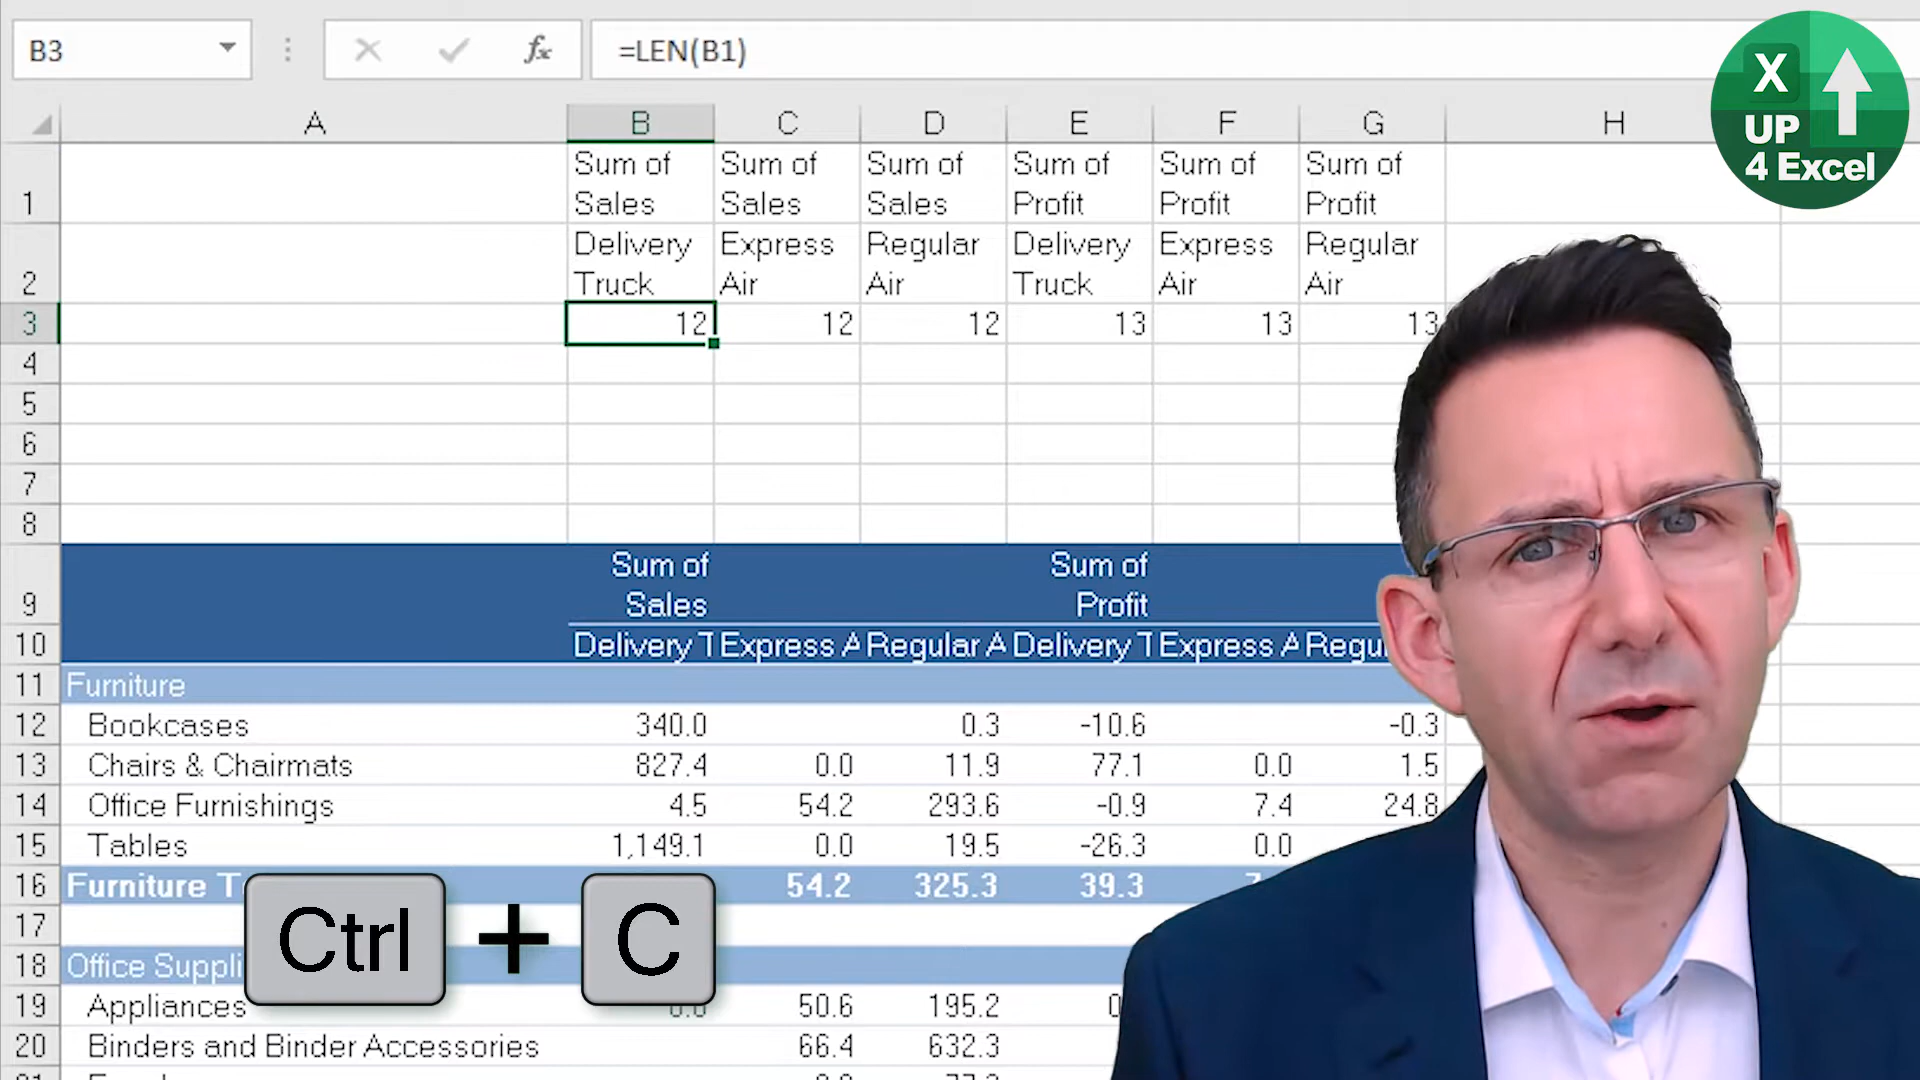 B3 fx =LEN(B1)
X
UP
4 Excel
A B C D E F G H
1 Sum of Sales Sum of Sales Sum of Sales Sum of Profit Sum of Profit Sum of Profit
2 Delivery Truck Express Air Regular Air Delivery Truck Express Air Regular Air
3 12 12 12 13 13 13
4
5
6
7
8
9 Sum of Sales Sum of Profit
10 Delivery T Express A Regular A Delivery T Express A Regu
11 Furniture
12 Bookcases 340.0 0.3 -10.6 -0.3
13 Chairs & Chairmats 827.4 0.0 11.9 77.1 0.0 1.5
14 Office Furnishings 4.5 54.2 293.6 -0.9 7.4 24.8
15 Tables 1,149.1 0.0 19.5 -26.3 0.0
16 Furniture T 54.2 325.3 39.3
17
Ctrl + C
18 Office Suppli
19 Appliances 50.6 195.2
20 Binders and Binder Accessories 66.4 632.3